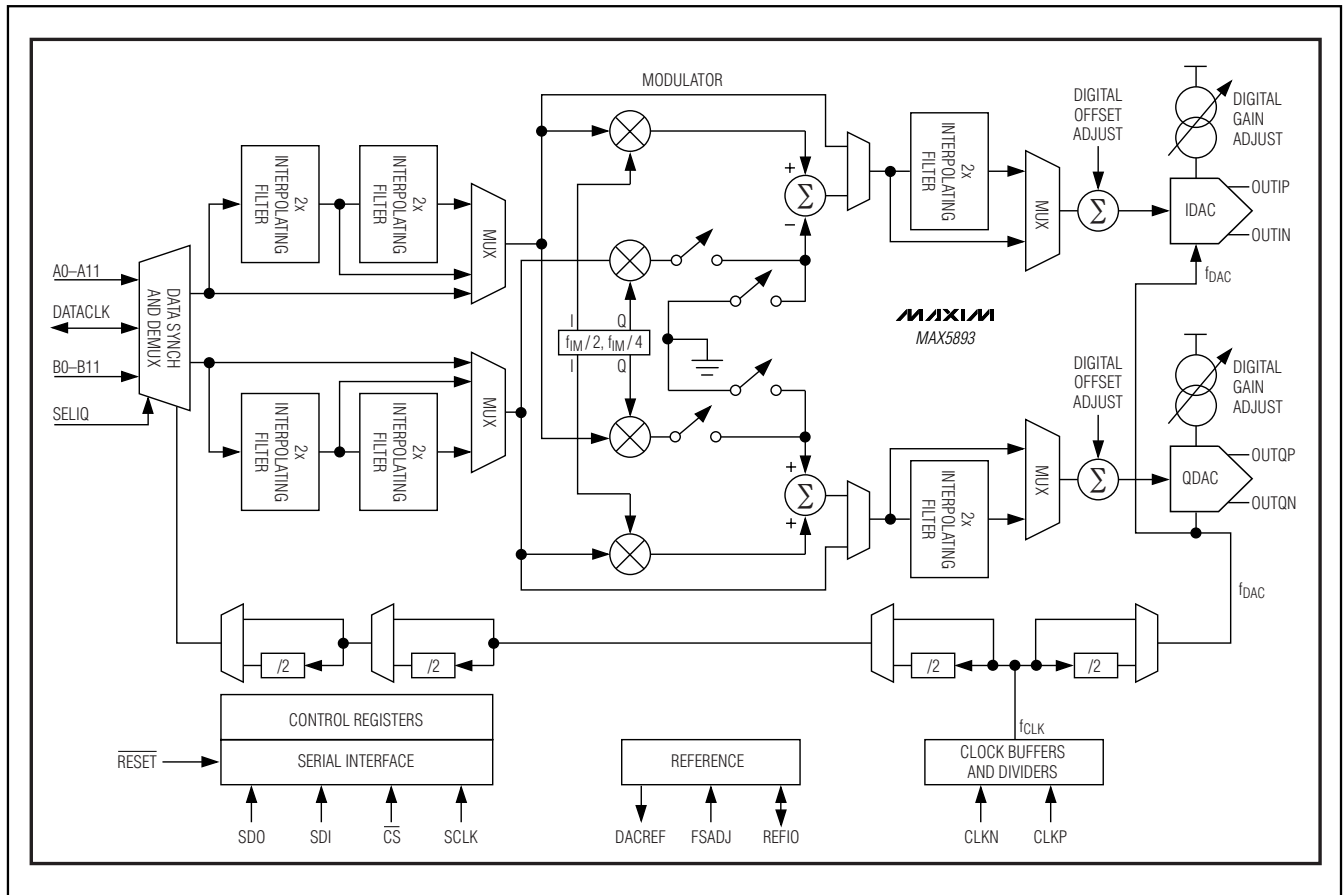 MODULATOR
DIGITAL
OFFSET
ADJUST
DIGITAL
GAIN
ADJUST
2x
INTERPOLATING
FILTER
2x
INTERPOLATING
FILTER
MUX
+
Σ
−
2x
INTERPOLATING
FILTER
MUX
Σ
IDAC
OUTIP
OUTIN
fDAC
A0–A11
DATACLK
B0–B11
SELIQ
DATA SYNCH
AND DEMUX
I
Q
fIM / 2, fIM / 4
I
Q
MAXIM
MAX5893
DIGITAL
OFFSET
ADJUST
DIGITAL
GAIN
ADJUST
2x
INTERPOLATING
FILTER
2x
INTERPOLATING
FILTER
MUX
+
Σ
+
2x
INTERPOLATING
FILTER
MUX
Σ
QDAC
OUTQP
OUTQN
fDAC
/2
/2
/2
/2
fCLK
CONTROL REGISTERS
RESET
SERIAL INTERFACE
SDO
SDI
CS
SCLK
REFERENCE
DACREF
FSADJ
REFIO
CLOCK BUFFERS
AND DIVIDERS
CLKN
CLKP